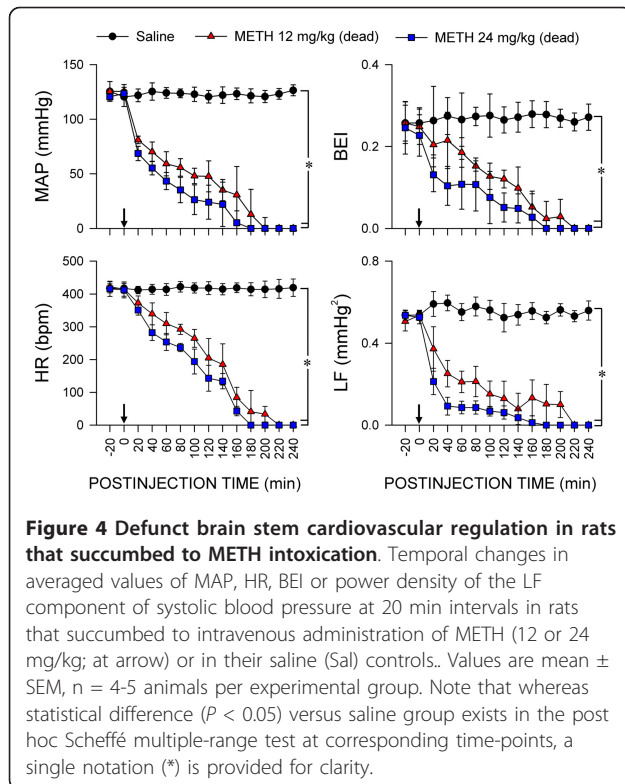 Saline METH 12 mg/kg (dead) METH 24 mg/kg (dead)
MAP (mmHg)
150
100
50
0
*
BEI
0.4
0.2
0.0
*
HR (bpm)
500
400
300
200
100
0
*
-20 0 20 40 60 80 100 120 140 160 180 200 220 240
LF (mmHg²)
0.8
0.4
0.0
*
-20 0 20 40 60 80 100 120 140 160 180 200 220 240
POSTINJECTION TIME (min) POSTINJECTION TIME (min)
Figure 4 Defunct brain stem cardiovascular regulation in rats
that succumbed to METH intoxication. Temporal changes in
averaged values of MAP, HR, BEI or power density of the LF
component of systolic blood pressure at 20 min intervals in rats
that succumbed to intravenous administration of METH (12 or 24
mg/kg; at arrow) or in their saline (Sal) controls.. Values are mean ±
SEM, n = 4-5 animals per experimental group. Note that whereas
statistical difference (P < 0.05) versus saline group exists in the post
hoc Scheffé multiple-range test at corresponding time-points, a
single notation (*) is provided for clarity.